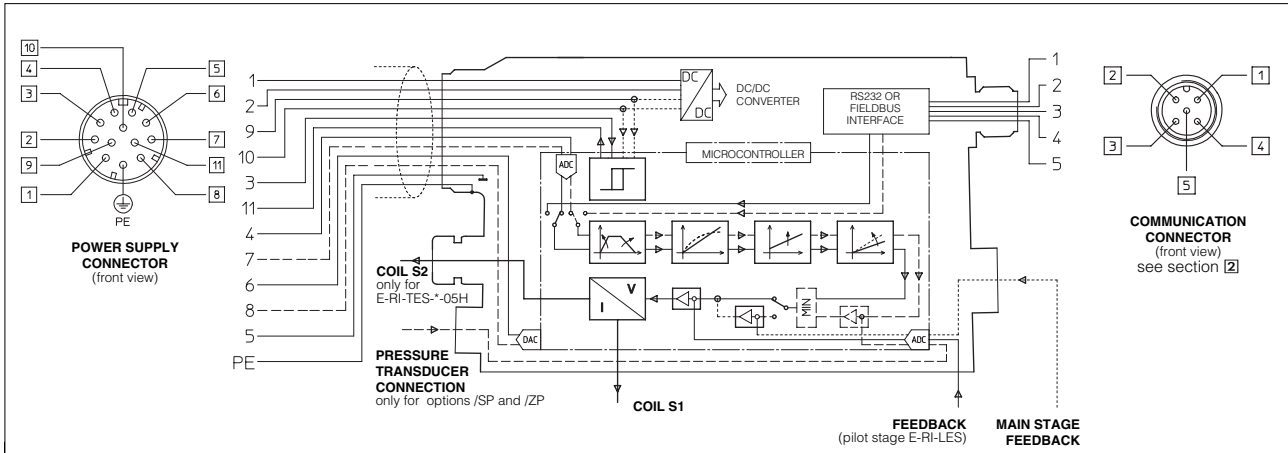 10
4
5
3
6
2
7
9
11
1
8
PE
POWER SUPPLY
CONNECTOR
(front view)
1
2
9
10
3
11
4
7
6
8
5
PE
DC
DC
DC/DC
CONVERTER
RS232 OR
FIELDBUS
INTERFACE
MICROCONTROLLER
ADC
COIL S2
only for
E-RI-TES-*-05H
V
I
MIN
DAC
ADC
PRESSURE
TRANSDUCER
CONNECTION
only for options /SP and /ZP
COIL S1
FEEDBACK
(pilot stage E-RI-LES)
MAIN STAGE
FEEDBACK
1
2
3
4
5
2
1
3
4
5
COMMUNICATION
CONNECTOR
(front view)
see section 2